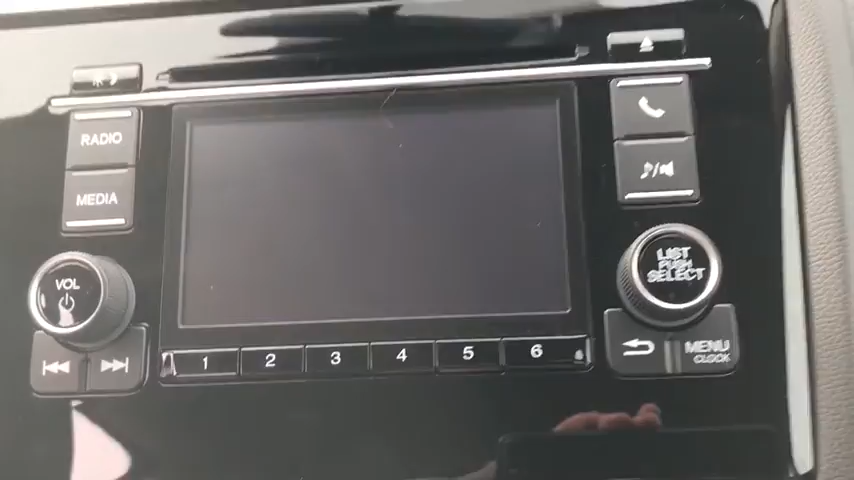 RADIO
MEDIA
VOL
LIST
PUSH
SELECT
1 2 3 4 5 6
MENU
CLOCK